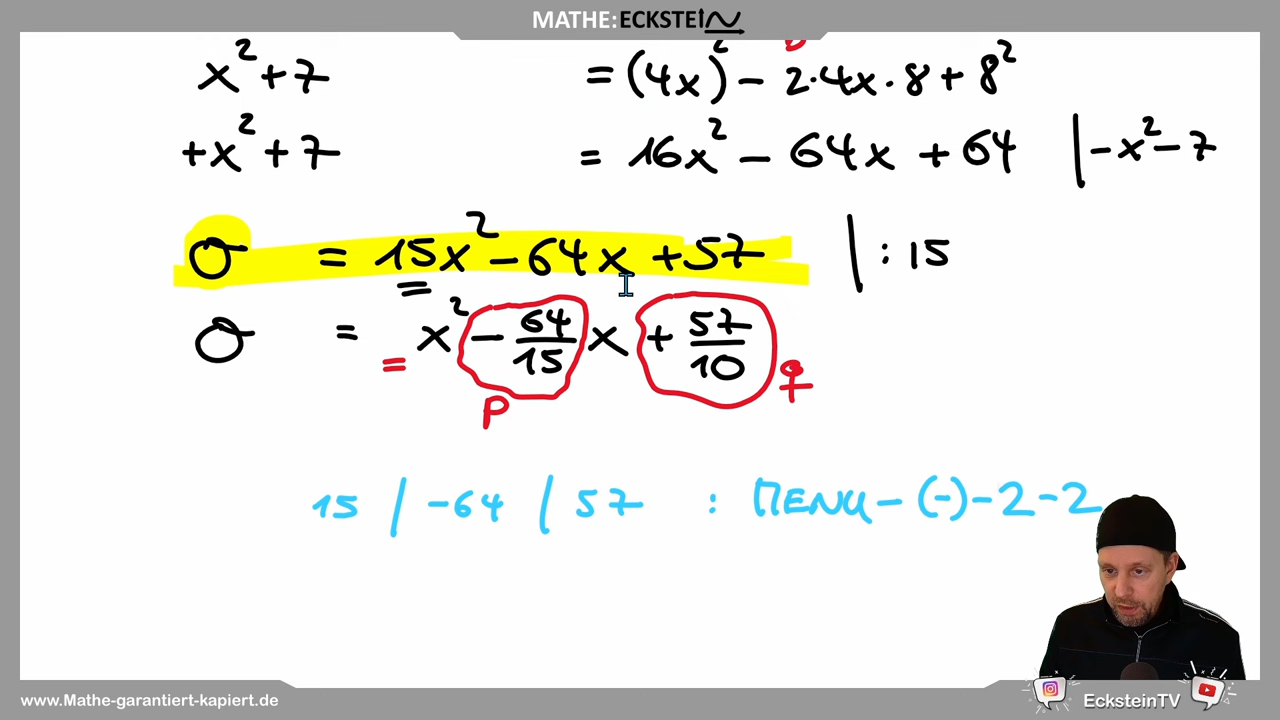 MATHE:ECKSTEIN
x²+7 = (4x)² - 2·4x·8+8²
+x²+7 = 16x² - 64x + 64 | -x²-7
0 = 15x² - 64x + 57 | : 15
0 = x² - 64/15 x + 57/10
p q
15 | -64 | 57 : MENU-(-)-2-2
www.Mathe-garantiert-kapiert.de
EcksteinTV